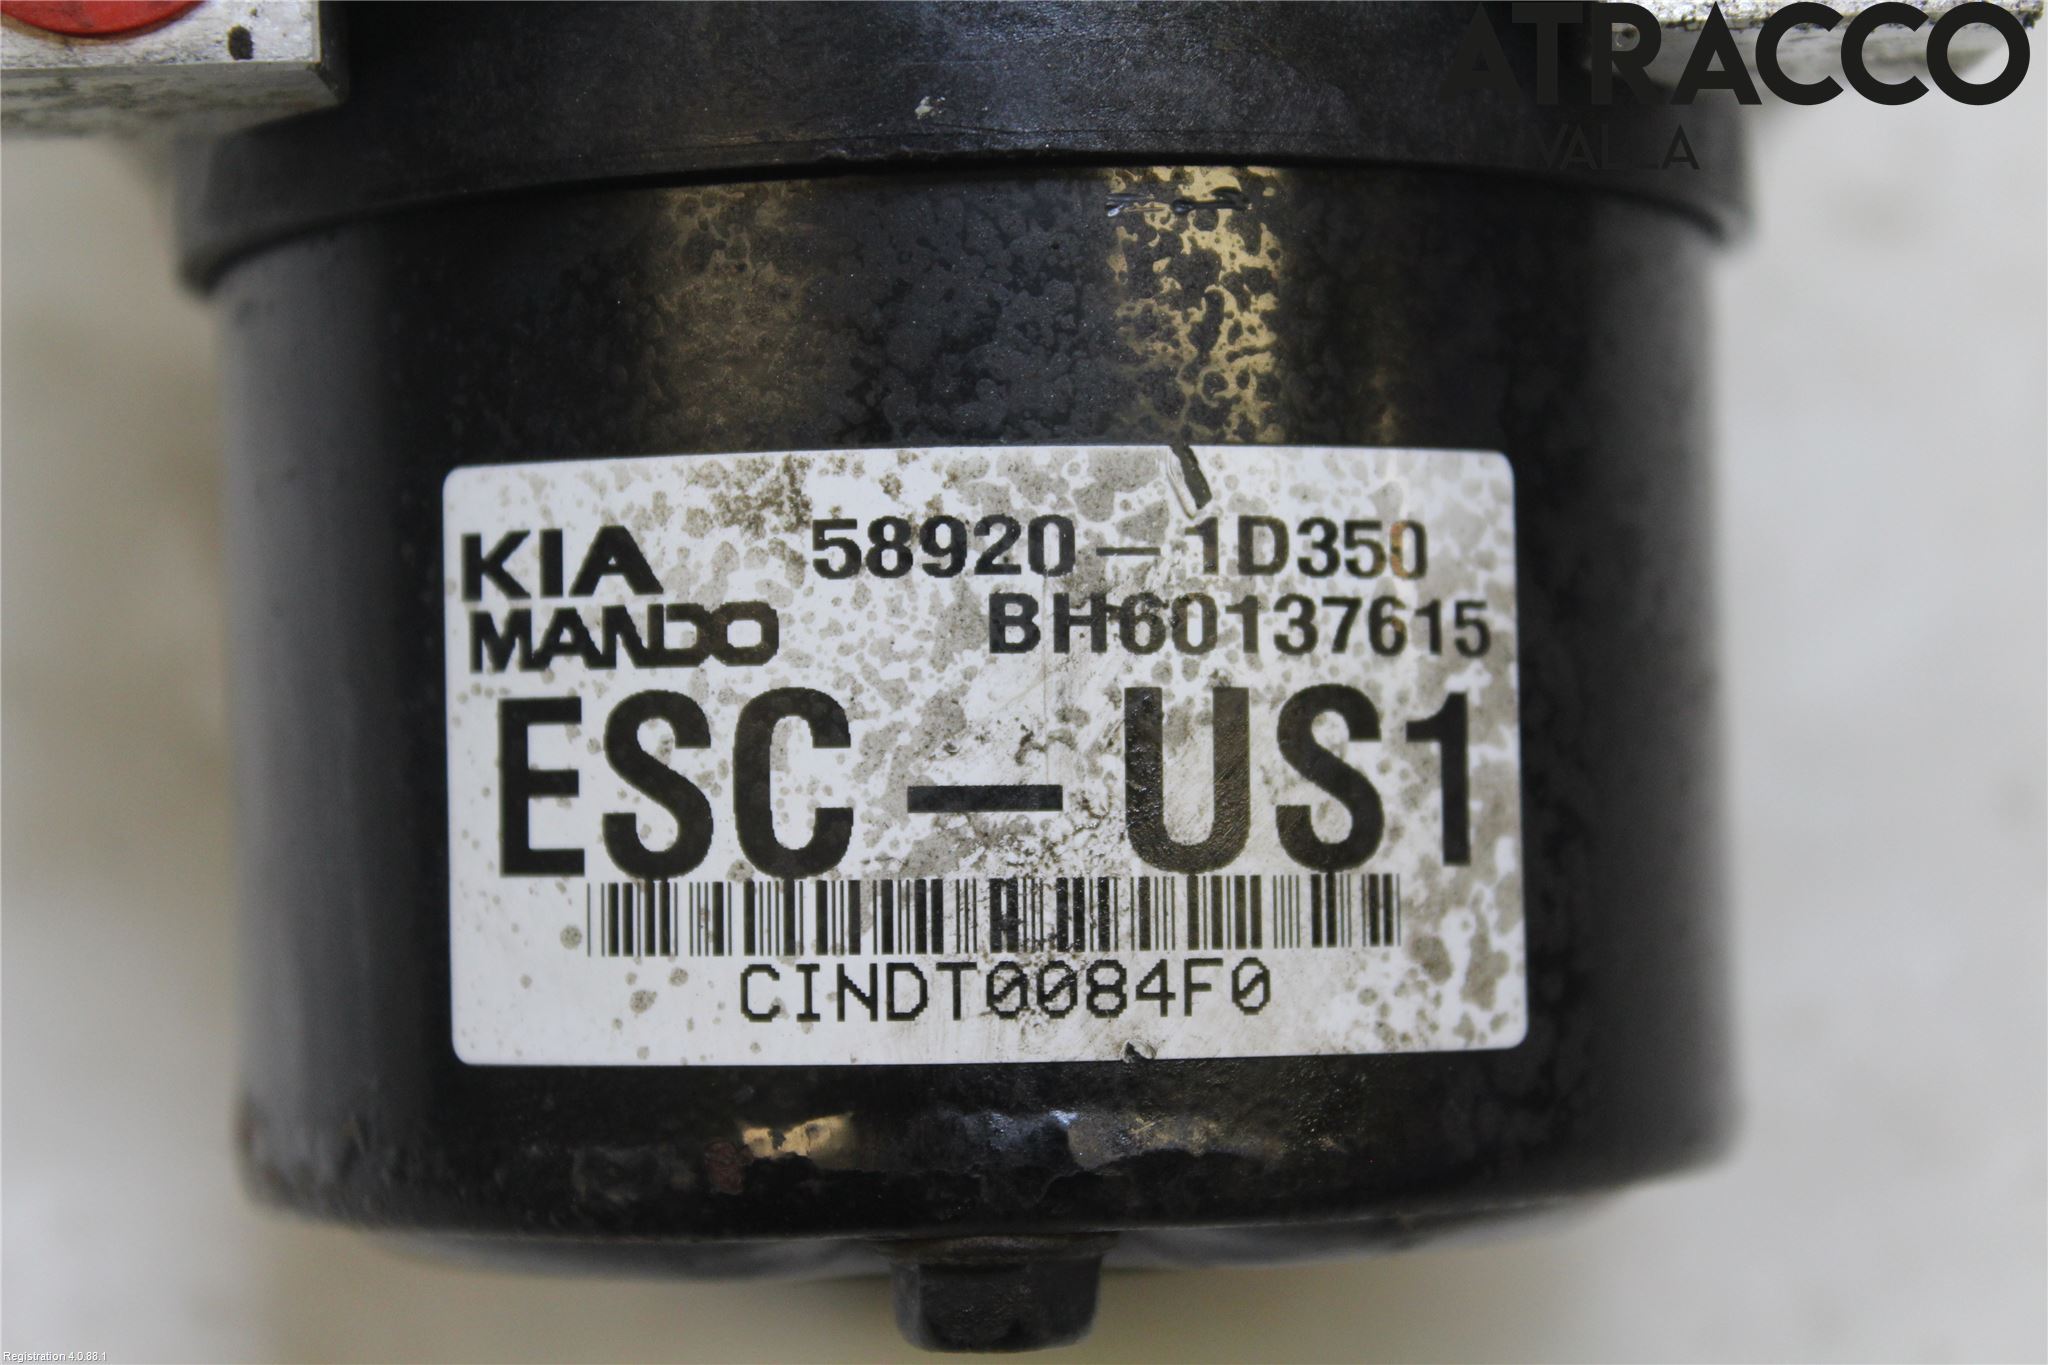 ATRACCO
VALLA
KIA 58920-1D350
MANDO BH60137615
ESC-US1
CINDT0084F0
Registration 4.0.88.1